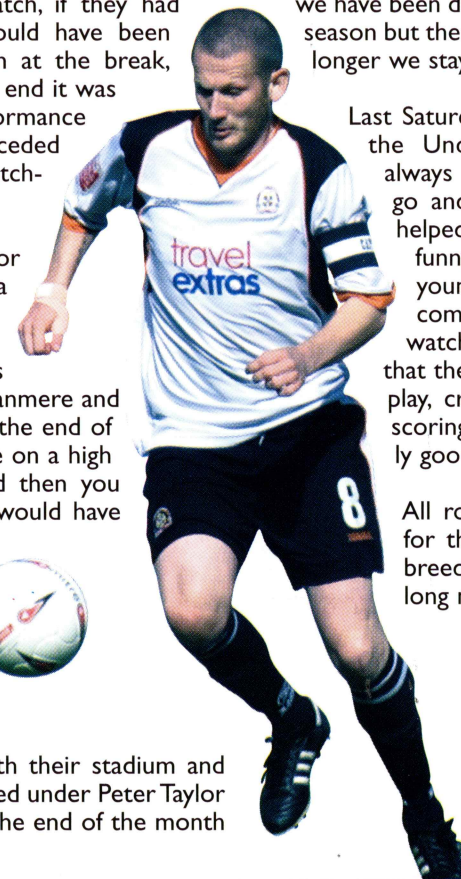 atch, if they had
ould have been
n at the break,
end it was
ormance
ceded
tch-
or
a
s
anmere and
the end of
e on a high
d then you
would have
th their stadium and
ed under Peter Taylor
he end of the month
we have been d
season but the
longer we stay
Last Satur
the Und
always
go and
helped
funn
your
com
watch
that the
play, cr
scoring
ly goo
All ro
for th
breed
long r
travel
extras
8